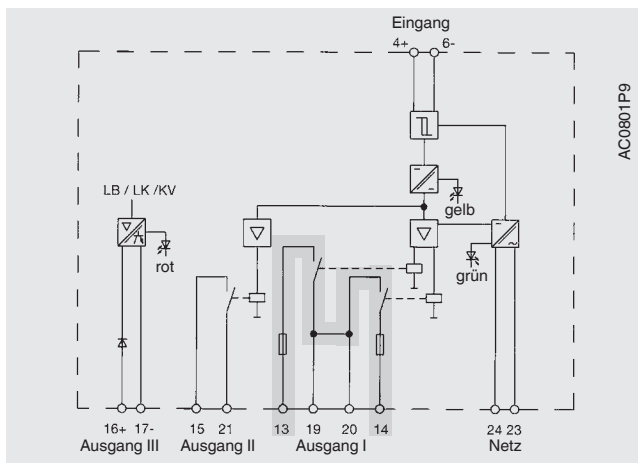 Eingang
4+ 6-
AC0801P9
LB / LK /KV
gelb
rot
grün
16+ 17- 15 21 13 19 20 14 24 23
Ausgang III Ausgang II Ausgang I Netz